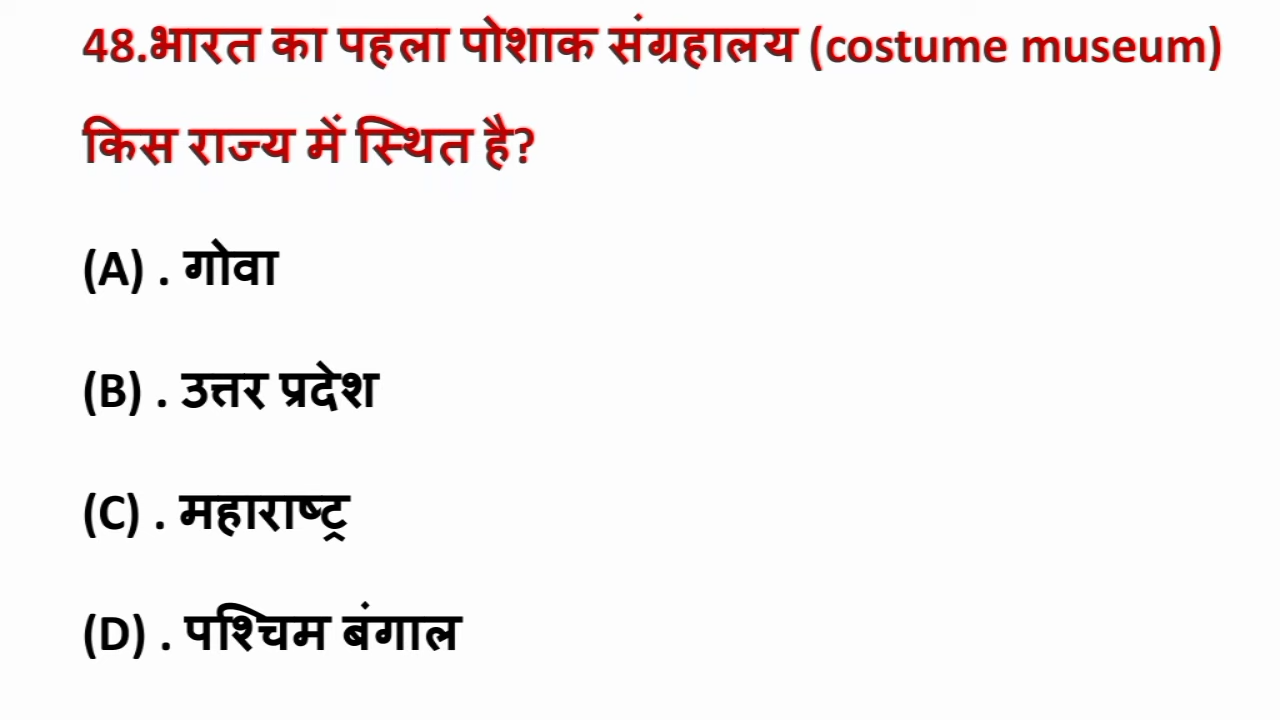 48.भारत का पहला पोशाक संग्रहालय (costume museum)
किस राज्य में स्थित है?
(A) . गोवा
(B) . उत्तर प्रदेश
(C) . महाराष्ट्र
(D) . पश्चिम बंगाल